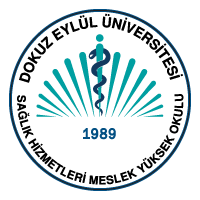 DOKUZ EYLÜL ÜNİVERSİTESİ
1989
SAĞLIK HİZMETLERİ MESLEK YÜKSEK OKULU